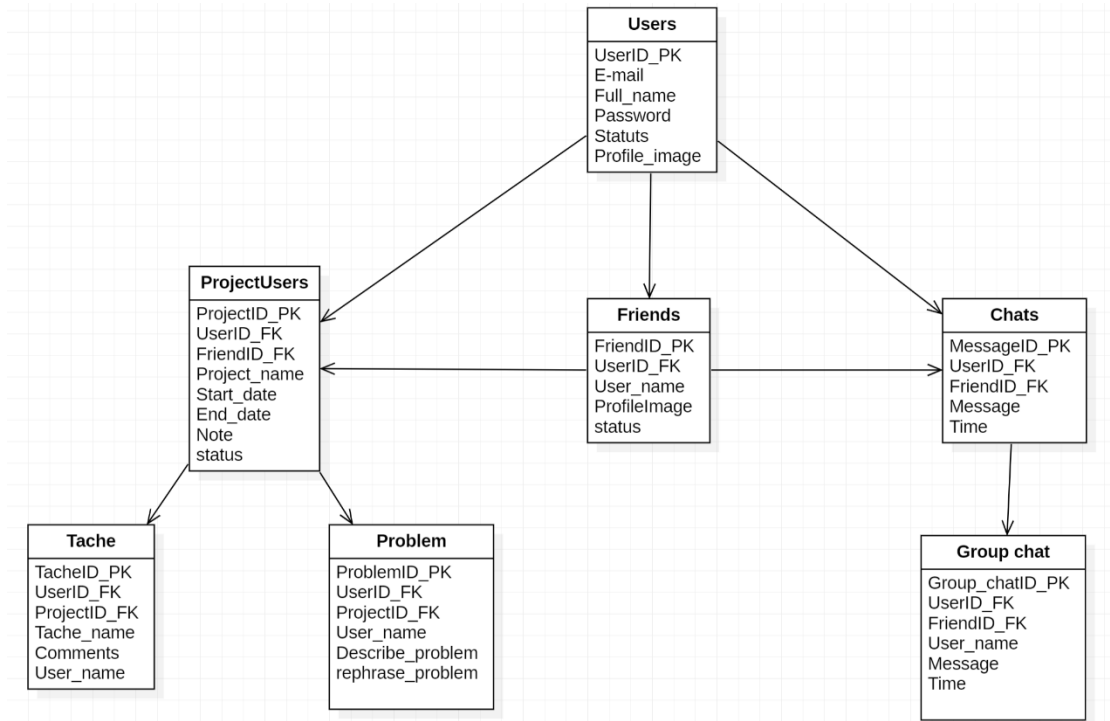 Users
UserID_PK
E-mail
Full_name
Password
Statuts
Profile_image
ProjectUsers
ProjectID_PK
UserID_FK
FriendID_FK
Project_name
Start_date
End_date
Note
status
Friends
FriendID_PK
UserID_FK
User_name
ProfileImage
status
Chats
MessageID_PK
UserID_FK
FriendID_FK
Message
Time
Tache
TacheID_PK
UserID_FK
ProjectID_FK
Tache_name
Comments
User_name
Problem
ProblemID_PK
UserID_FK
ProjectID_FK
User_name
Describe_problem
rephrase_problem
Group chat
Group_chatID_PK
UserID_FK
FriendID_FK
User_name
Message
Time